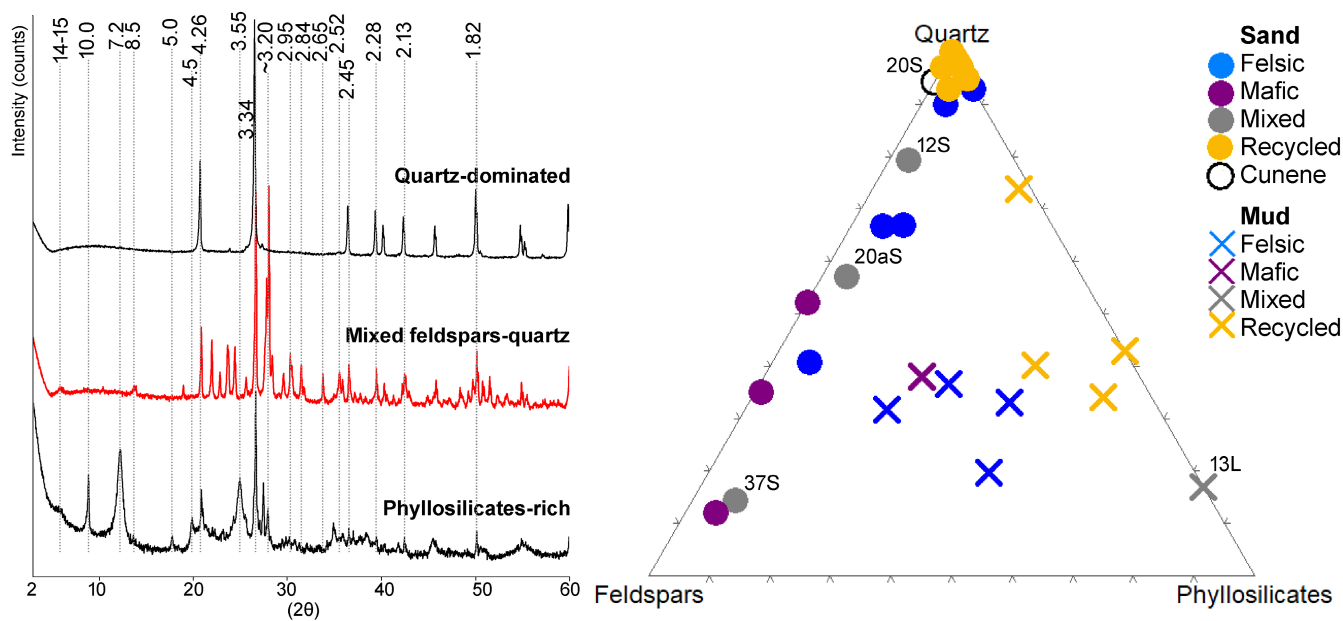 Intensity (counts)
14-15
10.0
7.2
8.5
5.0
4.5
4.26
3.55
3.34
~3.20
2.95
2.84
2.65
2.52
2.45
2.28
2.13
1.82
Quartz-dominated
Mixed feldspars-quartz
Phyllosilicates-rich
2 10 20 30 40 50 60
(2θ)
Quartz
20S
12S
20aS
37S
13L
Feldspars
Phyllosilicates
Sand
Felsic
Mafic
Mixed
Recycled
Cunene
Mud
Felsic
Mafic
Mixed
Recycled